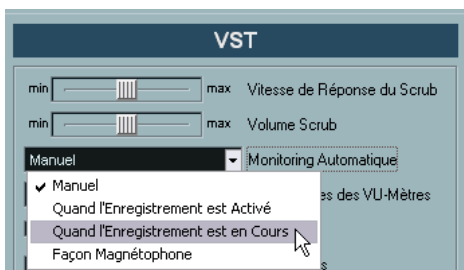 VST
min max Vitesse de Réponse du Scrub
min max Volume Scrub
Manuel Monitoring Automatique
Manuel
es des VU-Mètres
Quand l'Enregistrement est Activé
Quand l'Enregistrement est en Cours
Façon Magnétophone